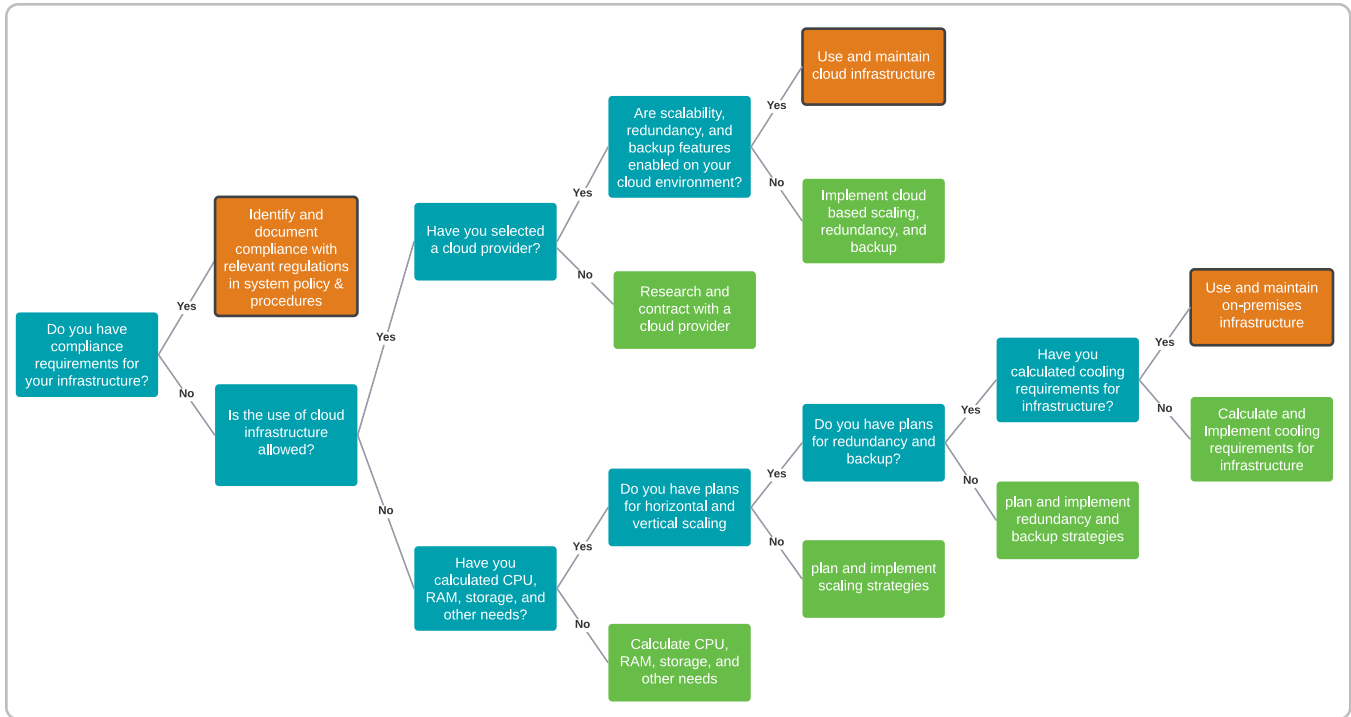 Do you have
compliance
requirements for
your infrastructure?
Yes
No
Identify and
document
compliance with
relevant regulations
in system policy &
procedures
Is the use of cloud
infrastructure
allowed?
Yes
No
Have you selected
a cloud provider?
Yes
No
Are scalability,
redundancy, and
backup features
enabled on your
cloud environment?
Yes
No
Use and maintain
cloud infrastructure
Implement cloud
based scaling,
redundancy, and
backup
Research and
contract with a
cloud provider
Have you
calculated CPU,
RAM, storage, and
other needs?
Yes
No
Do you have plans
for horizontal and
vertical scaling
Yes
No
Calculate CPU,
RAM, storage, and
other needs
Do you have plans
for redundancy and
backup?
Yes
No
plan and implement
scaling strategies
Have you
calculated cooling
requirements for
infrastructure?
Yes
No
plan and implement
redundancy and
backup strategies
Use and maintain
on-premises
infrastructure
Calculate and
Implement cooling
requirements for
infrastructure